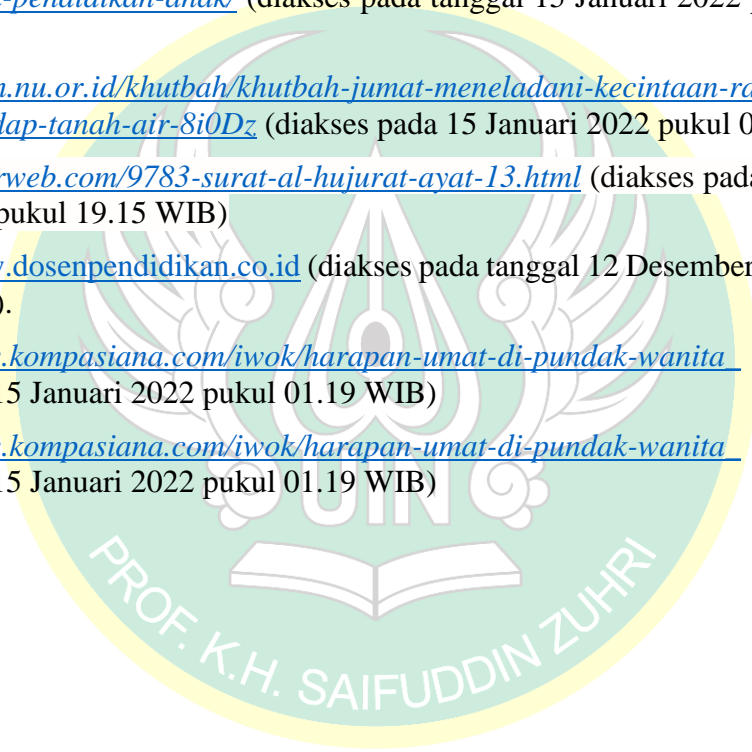 -pendidikan-anak/ (diakses pada tanggal 15 Januari 2022 p
n.nu.or.id/khutbah/khutbah-jumat-meneladani-kecintaan-ra
dap-tanah-air-8i0Dz (diakses pada 15 Januari 2022 pukul 0
rweb.com/9783-surat-al-hujurat-ayat-13.html (diakses pada
pukul 19.15 WIB)
v.dosenpendidikan.co.id (diakses pada tanggal 12 Desember
).
v.kompasiana.com/iwok/harapan-umat-di-pundak-wanita_
15 Januari 2022 pukul 01.19 WIB)
v.kompasiana.com/iwok/harapan-umat-di-pundak-wanita_
15 Januari 2022 pukul 01.19 WIB)
UIN
PROF. K.H. SAIFUDDIN ZUHRI